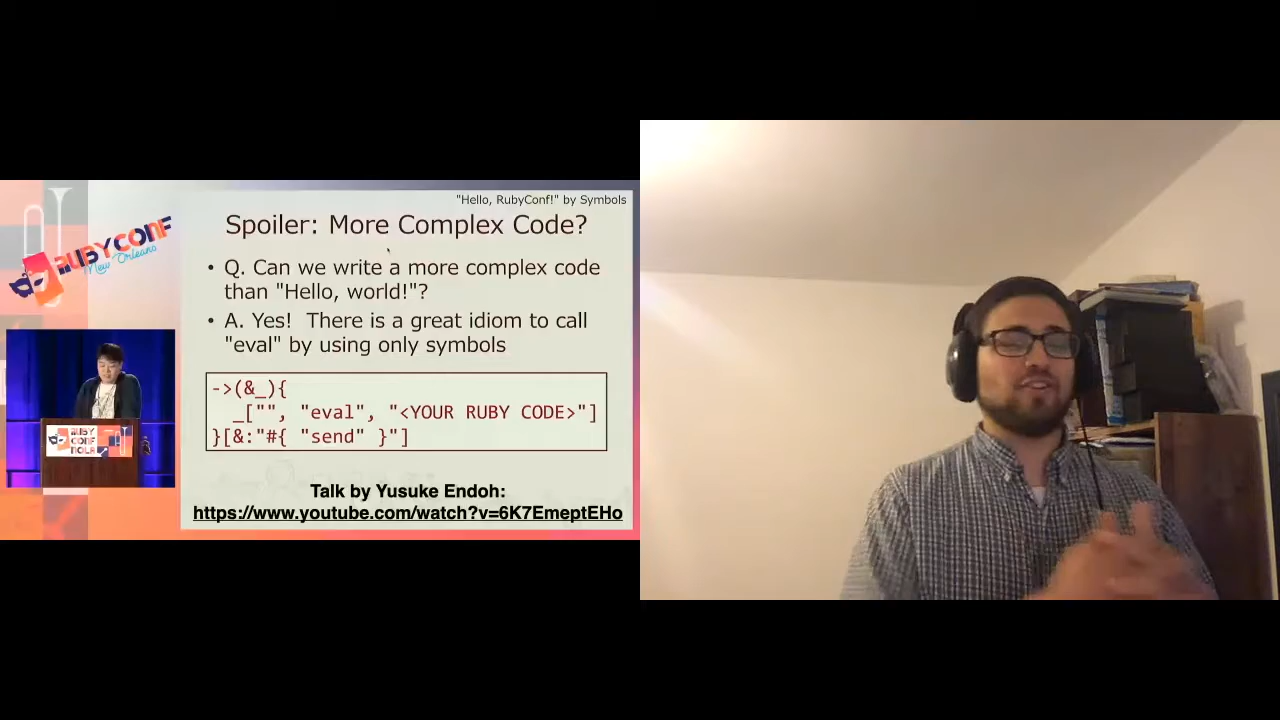 "Hello, RubyConf!" by Symbols
Spoiler: More Complex Code?
RUBYCONF
New Orleans
• Q. Can we write a more complex code
than "Hello, world!"?
• A. Yes!  There is a great idiom to call
"eval" by using only symbols
->(&_){
  _["", "eval", "<YOUR RUBY CODE>"]
}[&:"#{ "send" }"]
RUBY
CONF
NOLA
Talk by Yusuke Endoh:
https://www.youtube.com/watch?v=6K7EmeptEHo